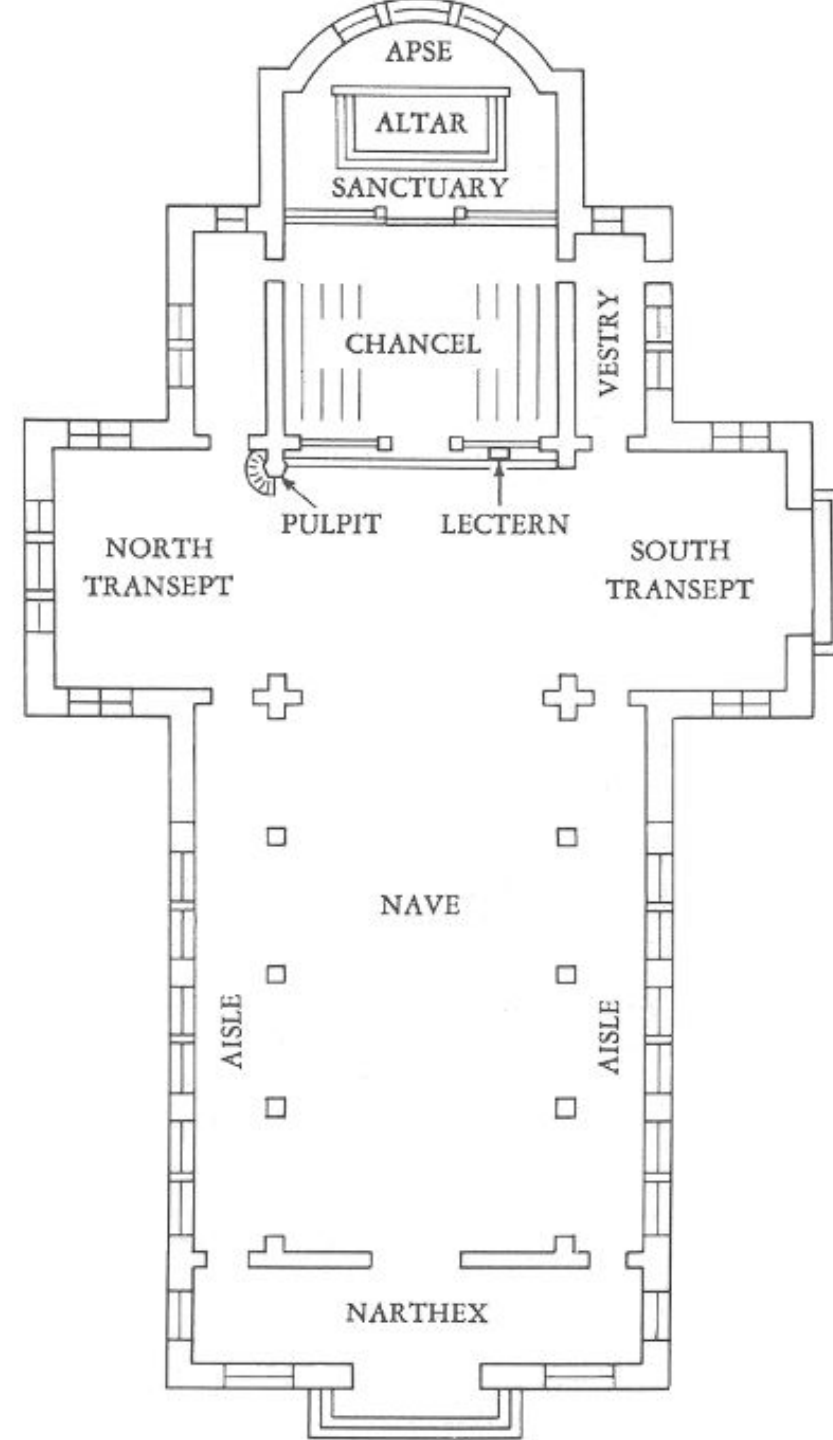 APSE
ALTAR
SANCTUARY
CHANCEL
VESTRY
PULPIT
LECTERN
NORTH
TRANSEPT
SOUTH
TRANSEPT
NAVE
AISLE
AISLE
NARTHEX